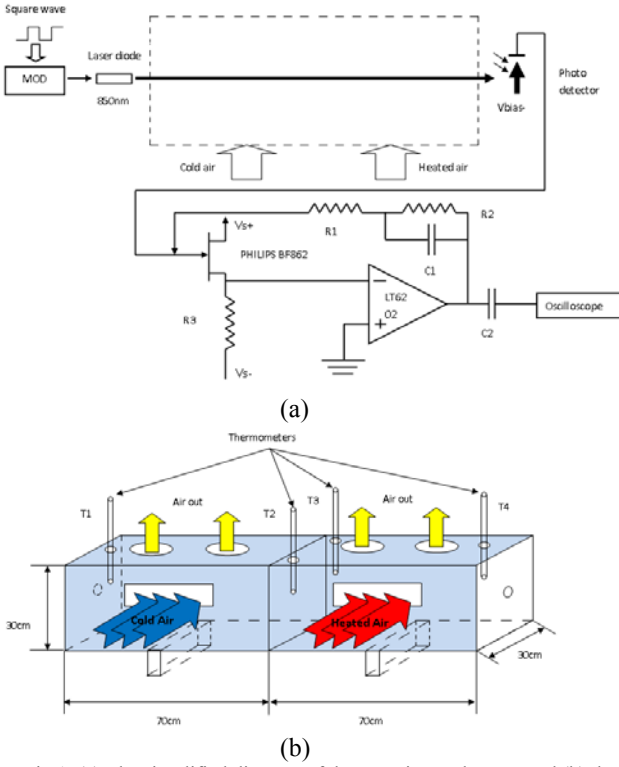 Square wave
MOD
Laser diode
850nm
Photo
detector
Vbias-
Cold air
Heated air
Vs+
R1
R2
PHILIPS BF862
C1
R3
LT62
02
C2
Oscilloscope
Vs-
(a)
Thermometers
T1
Air out
T2
T3
Air out
T4
30cm
Cold Air
Heated Air
30cm
70cm
70cm
(b)